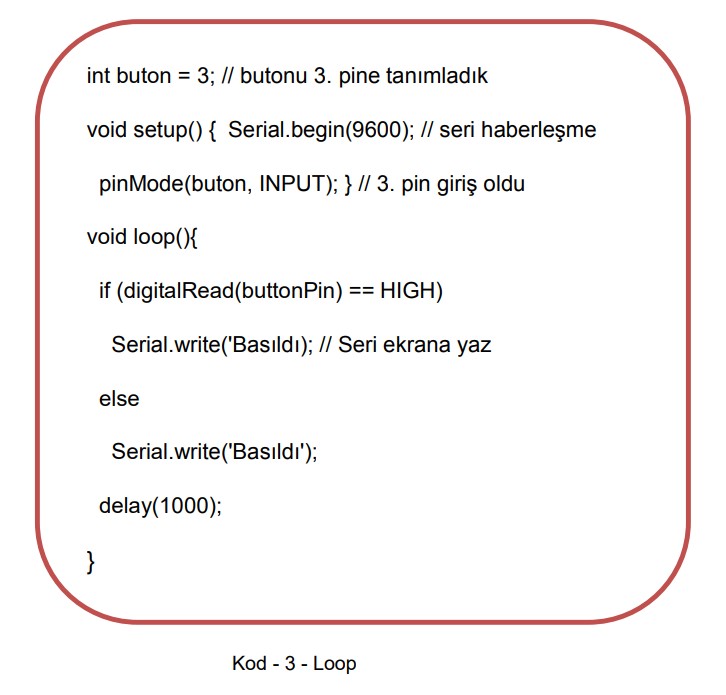 int buton = 3; // butonu 3. pine tanımladık
void setup() {  Serial.begin(9600); // seri haberleşme
pinMode(buton, INPUT); } // 3. pin giriş oldu
void loop(){
if (digitalRead(buttonPin) == HIGH)
Serial.write('Basıldı); // Seri ekrana yaz
else
Serial.write('Basıldı');
delay(1000);
}
Kod - 3 - Loop